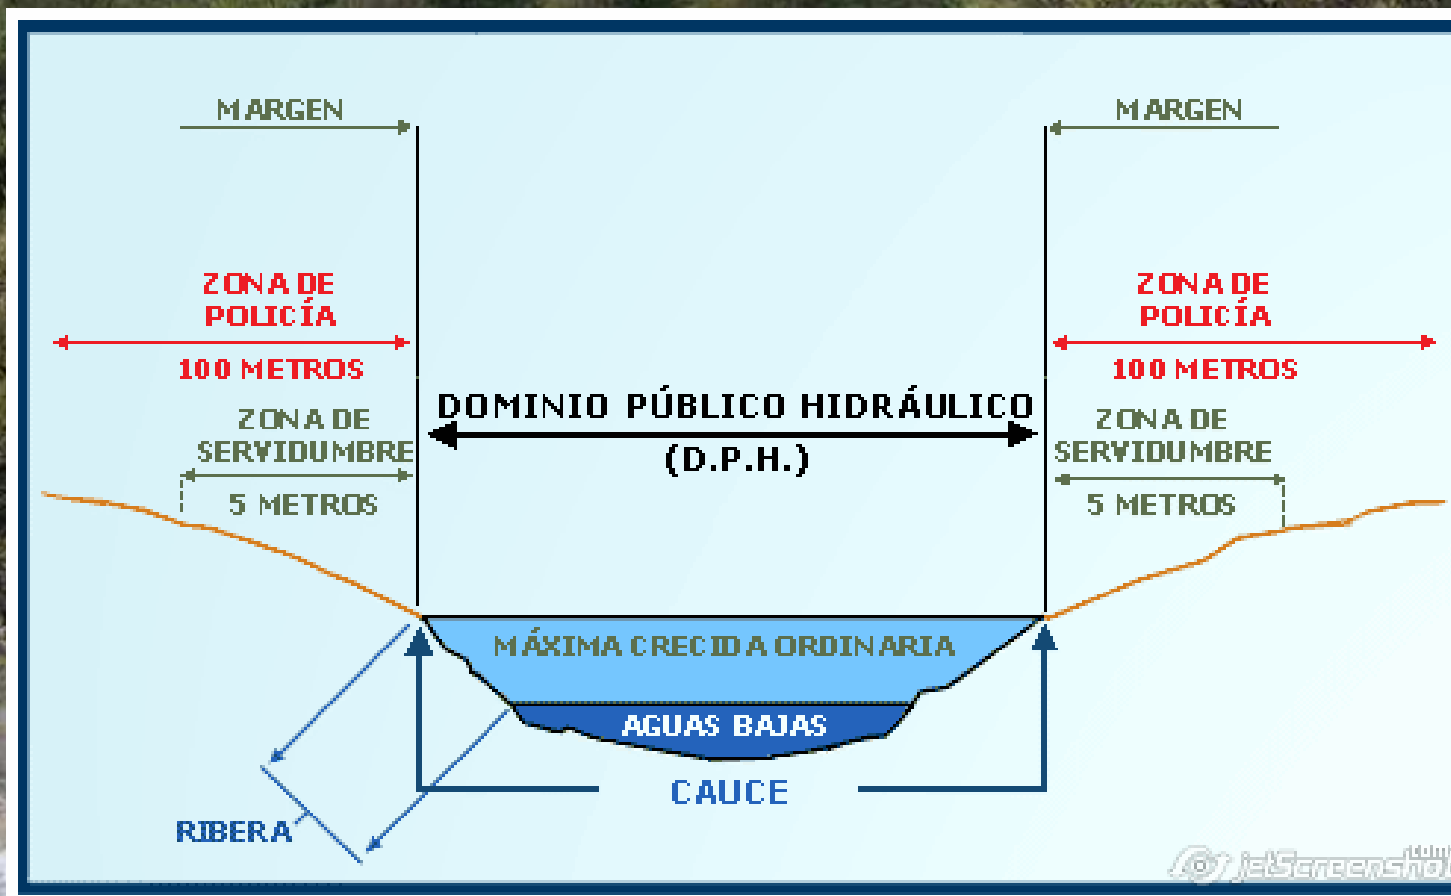 MARGEN
MARGEN
ZONA DE
POLICÍA
100 METROS
ZONA DE
POLICÍA
100 METROS
DOMINIO PÚBLICO HIDRÁULICO
(D.P.H.)
ZONA DE
SERVIDUMBRE
5 METROS
ZONA DE
SERVIDUMBRE
5 METROS
MÁXIMA CRECIDA ORDINARIA
AGUAS BAJAS
CAUCE
RIBERA